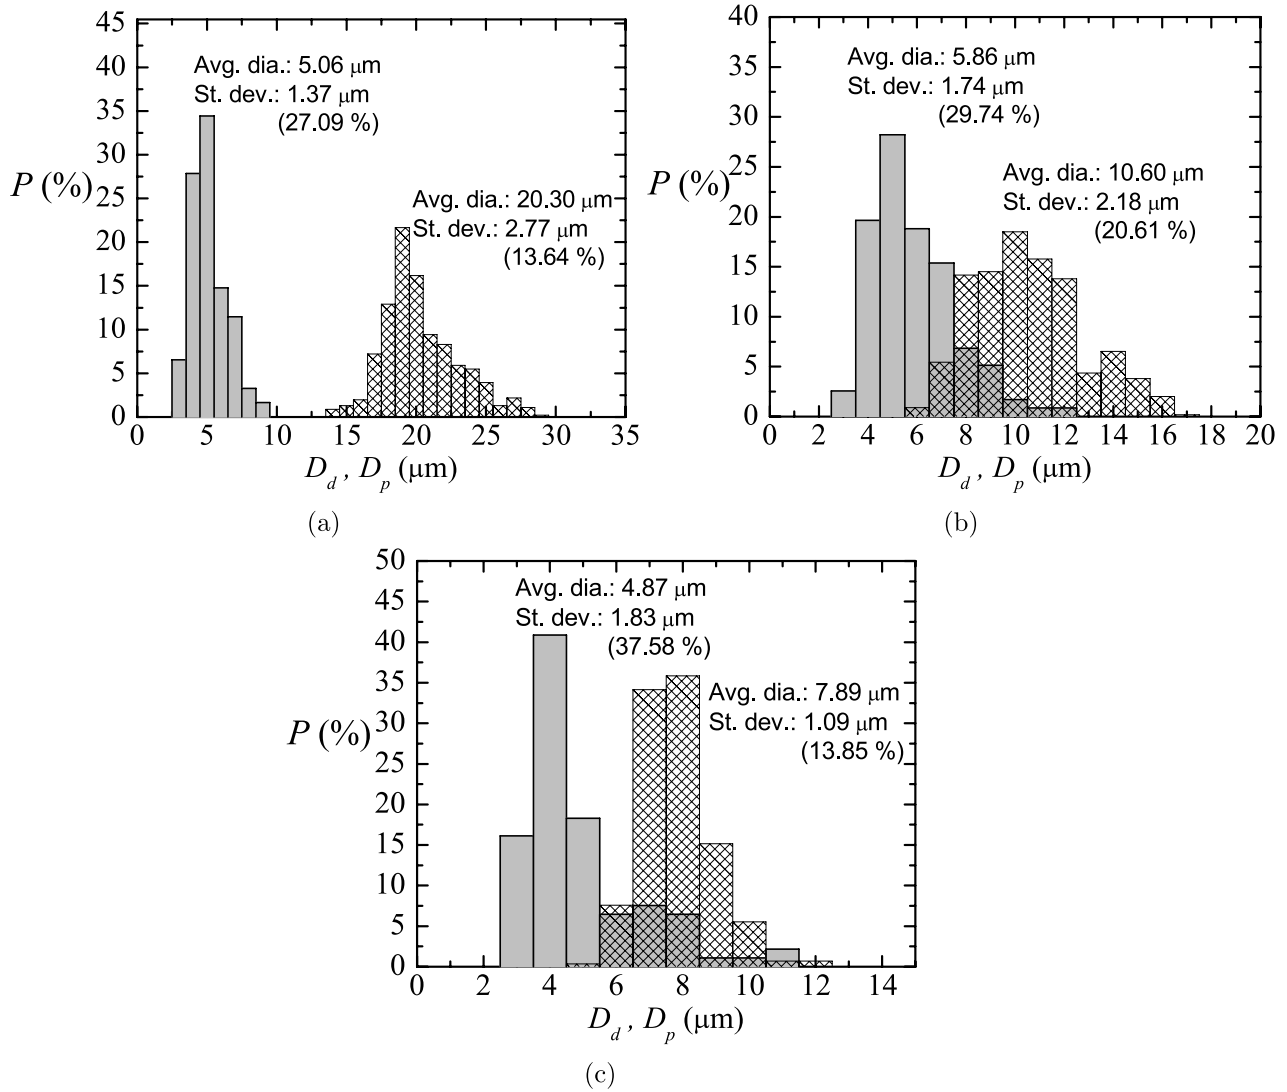 45
40
35
30
25
20
15
10
5
0
P (%)
Avg. dia.: 5.06 μm
St. dev.: 1.37 μm
(27.09 %)
Avg. dia.: 20.30 μm
St. dev.: 2.77 μm
(13.64 %)
0 5 10 15 20 25 30 35
D_d , D_p (μm)
(a)
40
35
30
25
20
15
10
5
0
P (%)
Avg. dia.: 5.86 μm
St. dev.: 1.74 μm
(29.74 %)
Avg. dia.: 10.60 μm
St. dev.: 2.18 μm
(20.61 %)
0 2 4 6 8 10 12 14 16 18 20
D_d , D_p (μm)
(b)
50
45
40
35
30
25
20
15
10
5
0
P (%)
Avg. dia.: 4.87 μm
St. dev.: 1.83 μm
(37.58 %)
Avg. dia.: 7.89 μm
St. dev.: 1.09 μm
(13.85 %)
0 2 4 6 8 10 12 14
D_d , D_p (μm)
(c)